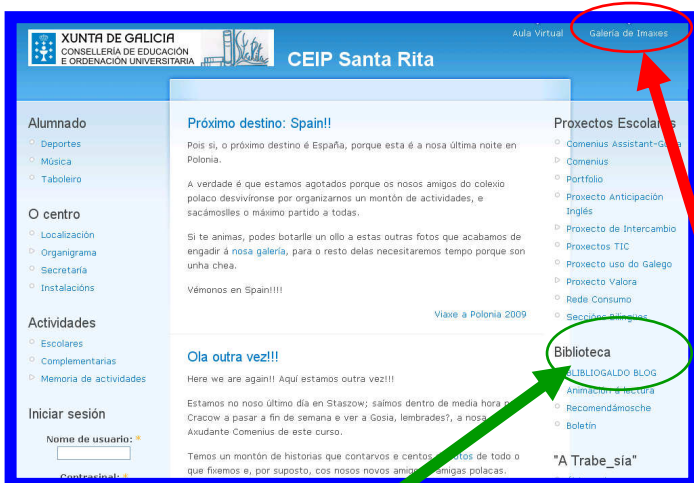 XUNTA DE GALICIA
CONSELLERÍA DE EDUCACIÓN
E ORDENACIÓN UNIVERSITARIA
CEIP Santa Rita
Aula Virtual
Galería de Imaxes
Alumnado
Deportes
Música
Taboleiro
O centro
Localización
Organigrama
Secretaría
Instalacións
Actividades
Escolares
Complementarias
Memoria de actividades
Iniciar sesión
Nome de usuario: *
Contrasinal: *
Próximo destino: Spain!!
Pois si, o próximo destino é España, porque esta é a nosa última noite en
Polonia.
A verdade é que estamos agotados porque os nosos amigos do colexio
polaco desvivíronse por organizarnos un montón de actividades, e
sacámoslles o máximo partido a todas.
Si te animas, podes botarlle un ollo a estas outras fotos que acabamos de
engadir á nosa galería, para o resto delas necesitaremos tempo porque son
unha chea.
Vémonos en Spain!!!!
Viaxe a Polonia 2009
Ola outra vez!!!
Here we are again!! Aquí estamos outra vez!!!
Estamos no noso último día en Staszow; saímos dentro de media hora
Cracow a pasar a fin de semana e ver a Gosia, lembrades?, a nosa
Axudante Comenius de este curso.
Temos un montón de historias que contarvos e centos de todo o
que fixemos e, por suposto, cos nosos novos amigas polacas.
Proxectos Escolares
Comenius Assistant-
Comenius
Portfolio
Proxecto Anticipación
Inglés
Proxecto de Intercambio
Proxectos TIC
Proxecto uso do Galego
Proxecto Valora
Rede Consumo
Seccións Bilingües
Biblioteca
BLIBLIOGALDO BLOG
Animación á lectura
Recomendámosche
Boletín
"A Trabe_sía"